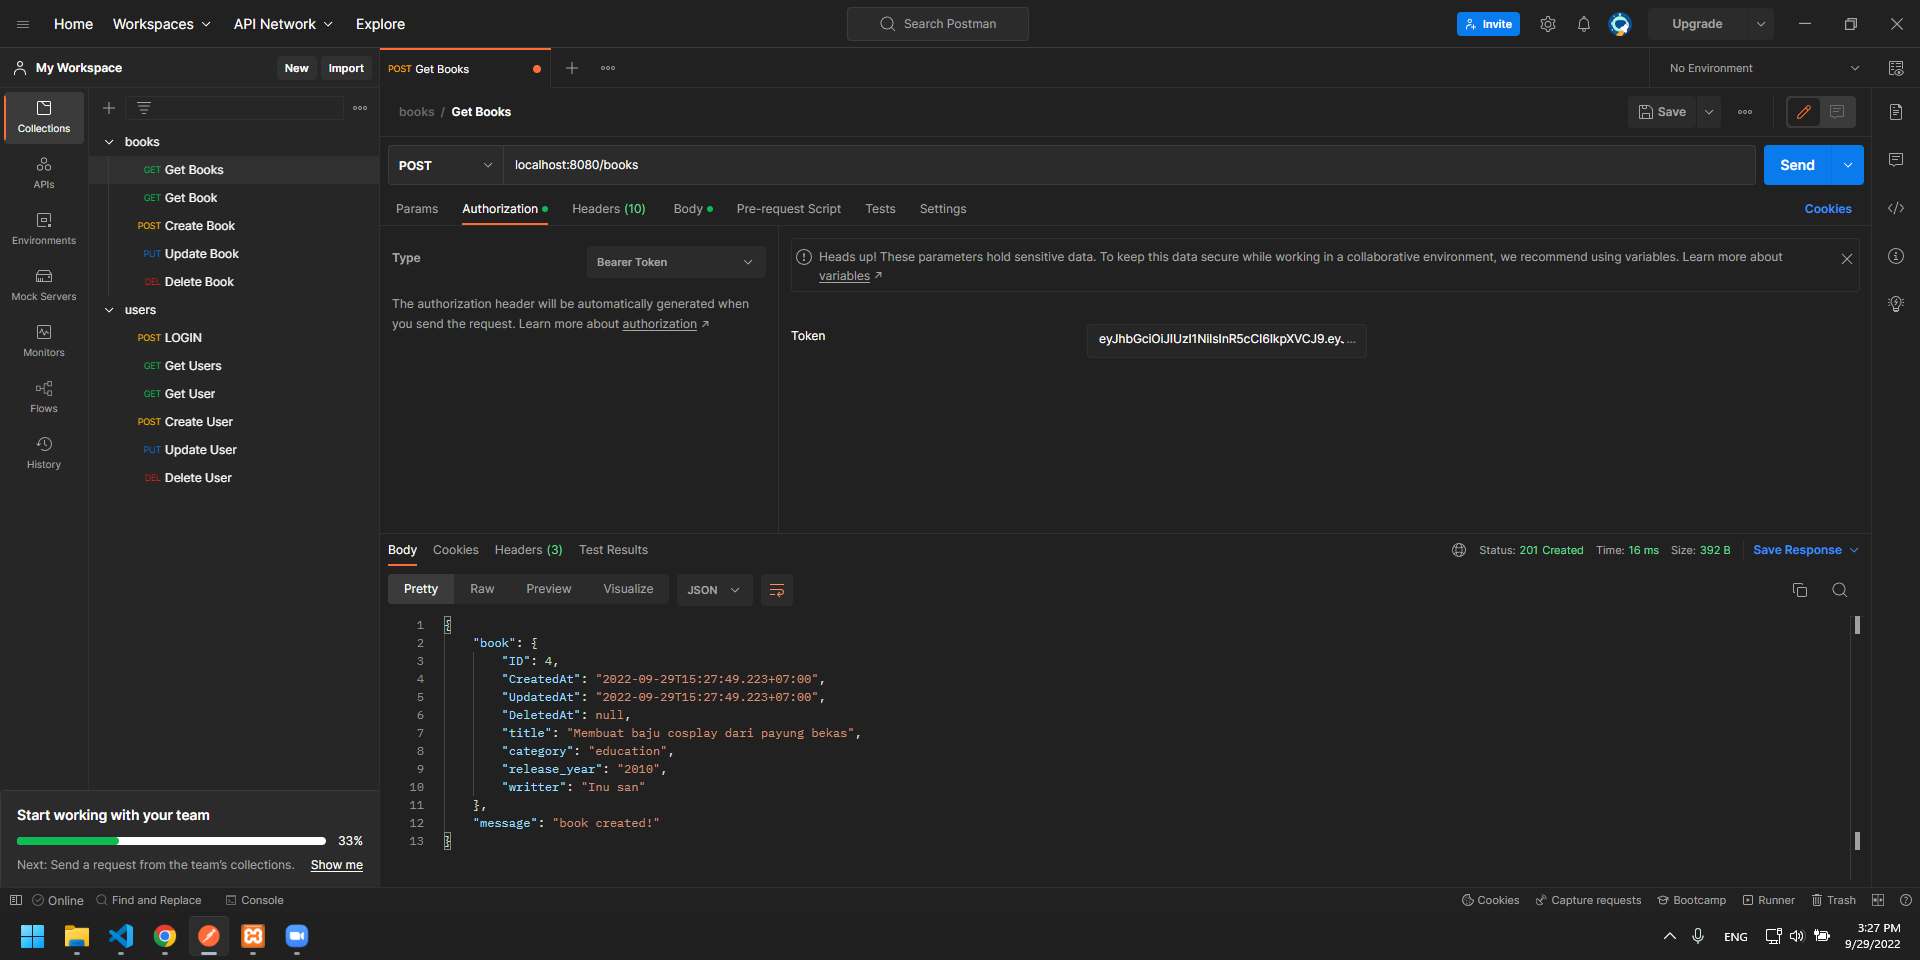 Home Workspaces API Network Explore Search Postman Invite Upgrade
My Workspace New Import
POST Get Books
No Environment
Collections
APIs
Environments
Mock Servers
Monitors
Flows
History
books
GET Get Books
GET Get Book
POST Create Book
PUT Update Book
DEL Delete Book
users
POST LOGIN
GET Get Users
GET Get User
POST Create User
PUT Update User
DEL Delete User
Start working with your team
33%
Next: Send a request from the team's collections. Show me
books / Get Books
Save
POST localhost:8080/books
Send
Params Authorization Headers (10) Body Pre-request Script Tests Settings Cookies
Type Bearer Token
The authorization header will be automatically generated when
you send the request. Learn more about authorization ↗
Heads up! These parameters hold sensitive data. To keep this data secure while working in a collaborative environment, we recommend using variables. Learn more about
variables ↗
Token
Body Cookies Headers (3) Test Results
Status: 201 Created Time: 16 ms Size: 392 B Save Response
Pretty Raw Preview Visualize JSON
1 {
2 "book": {
3 "ID": 4,
4 "CreatedAt": "2022-09-29T15:27:49.223+07:00",
5 "UpdatedAt": "2022-09-29T15:27:49.223+07:00",
6 "DeletedAt": null,
7 "title": "Membuat baju cosplay dari payung bekas",
8 "category": "education",
9 "release_year": "2010",
10 "writter": "Inu san"
11 },
12 "message": "book created!"
13 }
Online Find and Replace Console
Cookies Capture requests Bootcamp Runner Trash
ENG
3:27 PM
9/29/2022